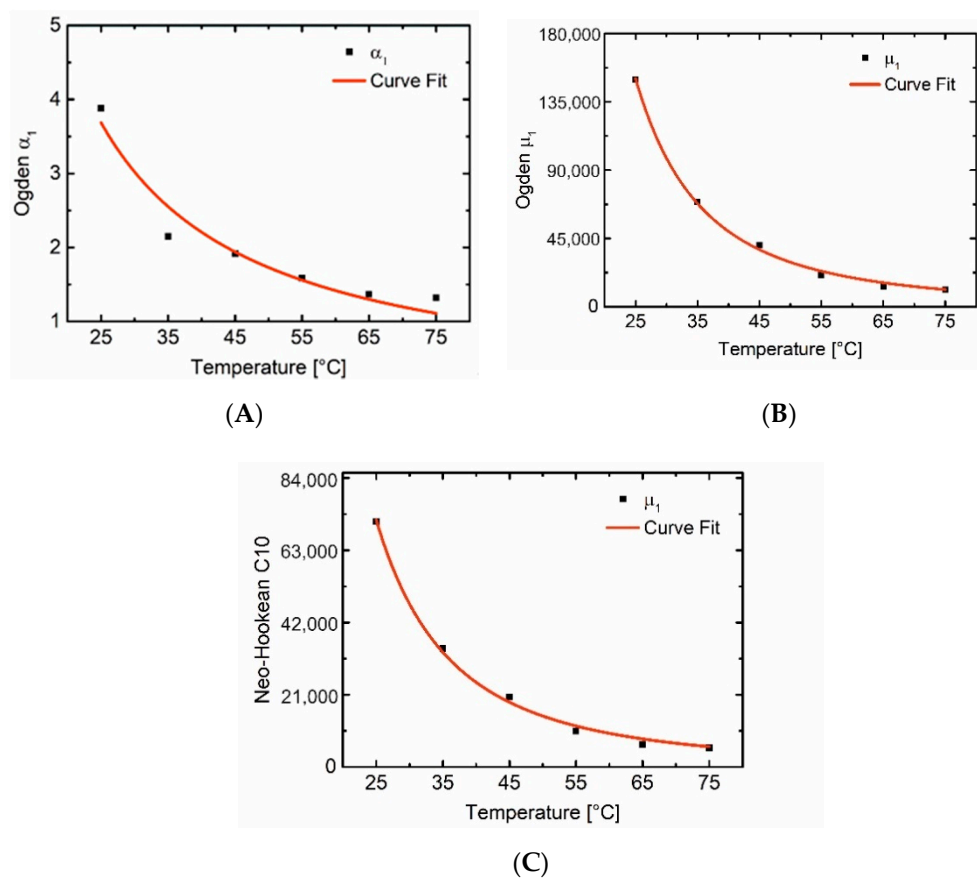 5
4
3
2
1
Ogden α₁
α₁
Curve Fit
25 35 45 55 65 75
Temperature [°C]
(A)
180,000
135,000
90,000
45,000
0
Ogden μ₁
μ₁
Curve Fit
25 35 45 55 65 75
Temperature [°C]
(B)
84,000
63,000
42,000
21,000
0
Neo-Hookean C10
μ₁
Curve Fit
25 35 45 55 65 75
Temperature [°C]
(C)